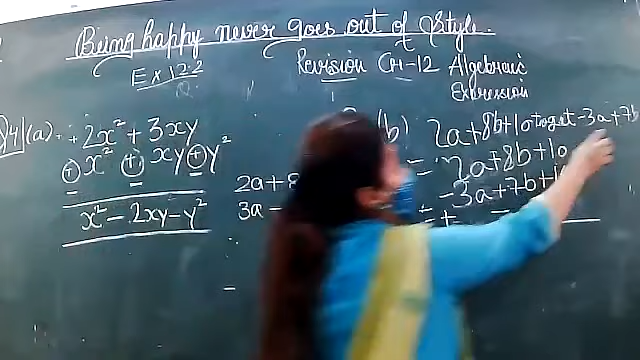 Being happy never goes out of Style.
Ex 12.2
Revision CH-12 Algebraic Expression
Q4(a). 2x² + 3xy
x² xy y²
x² - 2xy - y²
(b) 2a+8b+10 to get -3a+7b
= 2a+8b+10
-3a+7b+
+ -
2a+8
3a -